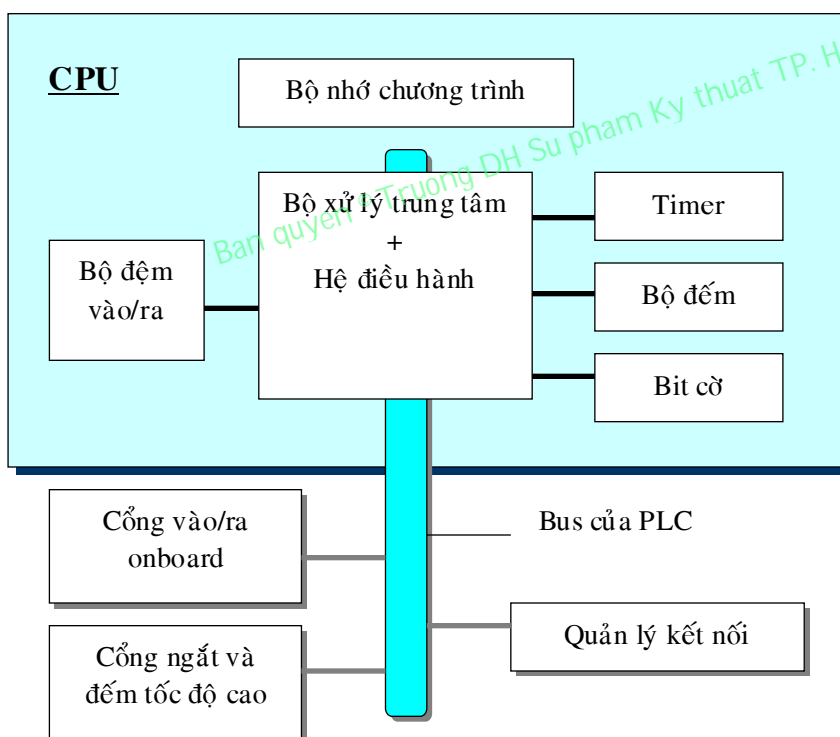 CPU
Bộ nhớ chương trình
Ban quyen © Truong DH Su pham Ky thuat TP. H
Bộ xử lý trung tâm
+
Hệ điều hành
Timer
Bộ đệm
vào/ra
Bộ đếm
Bit cờ
Cổng vào/ra
onboard
Bus của PLC
Quản lý kết nối
Cổng ngắt và
đếm tốc độ cao